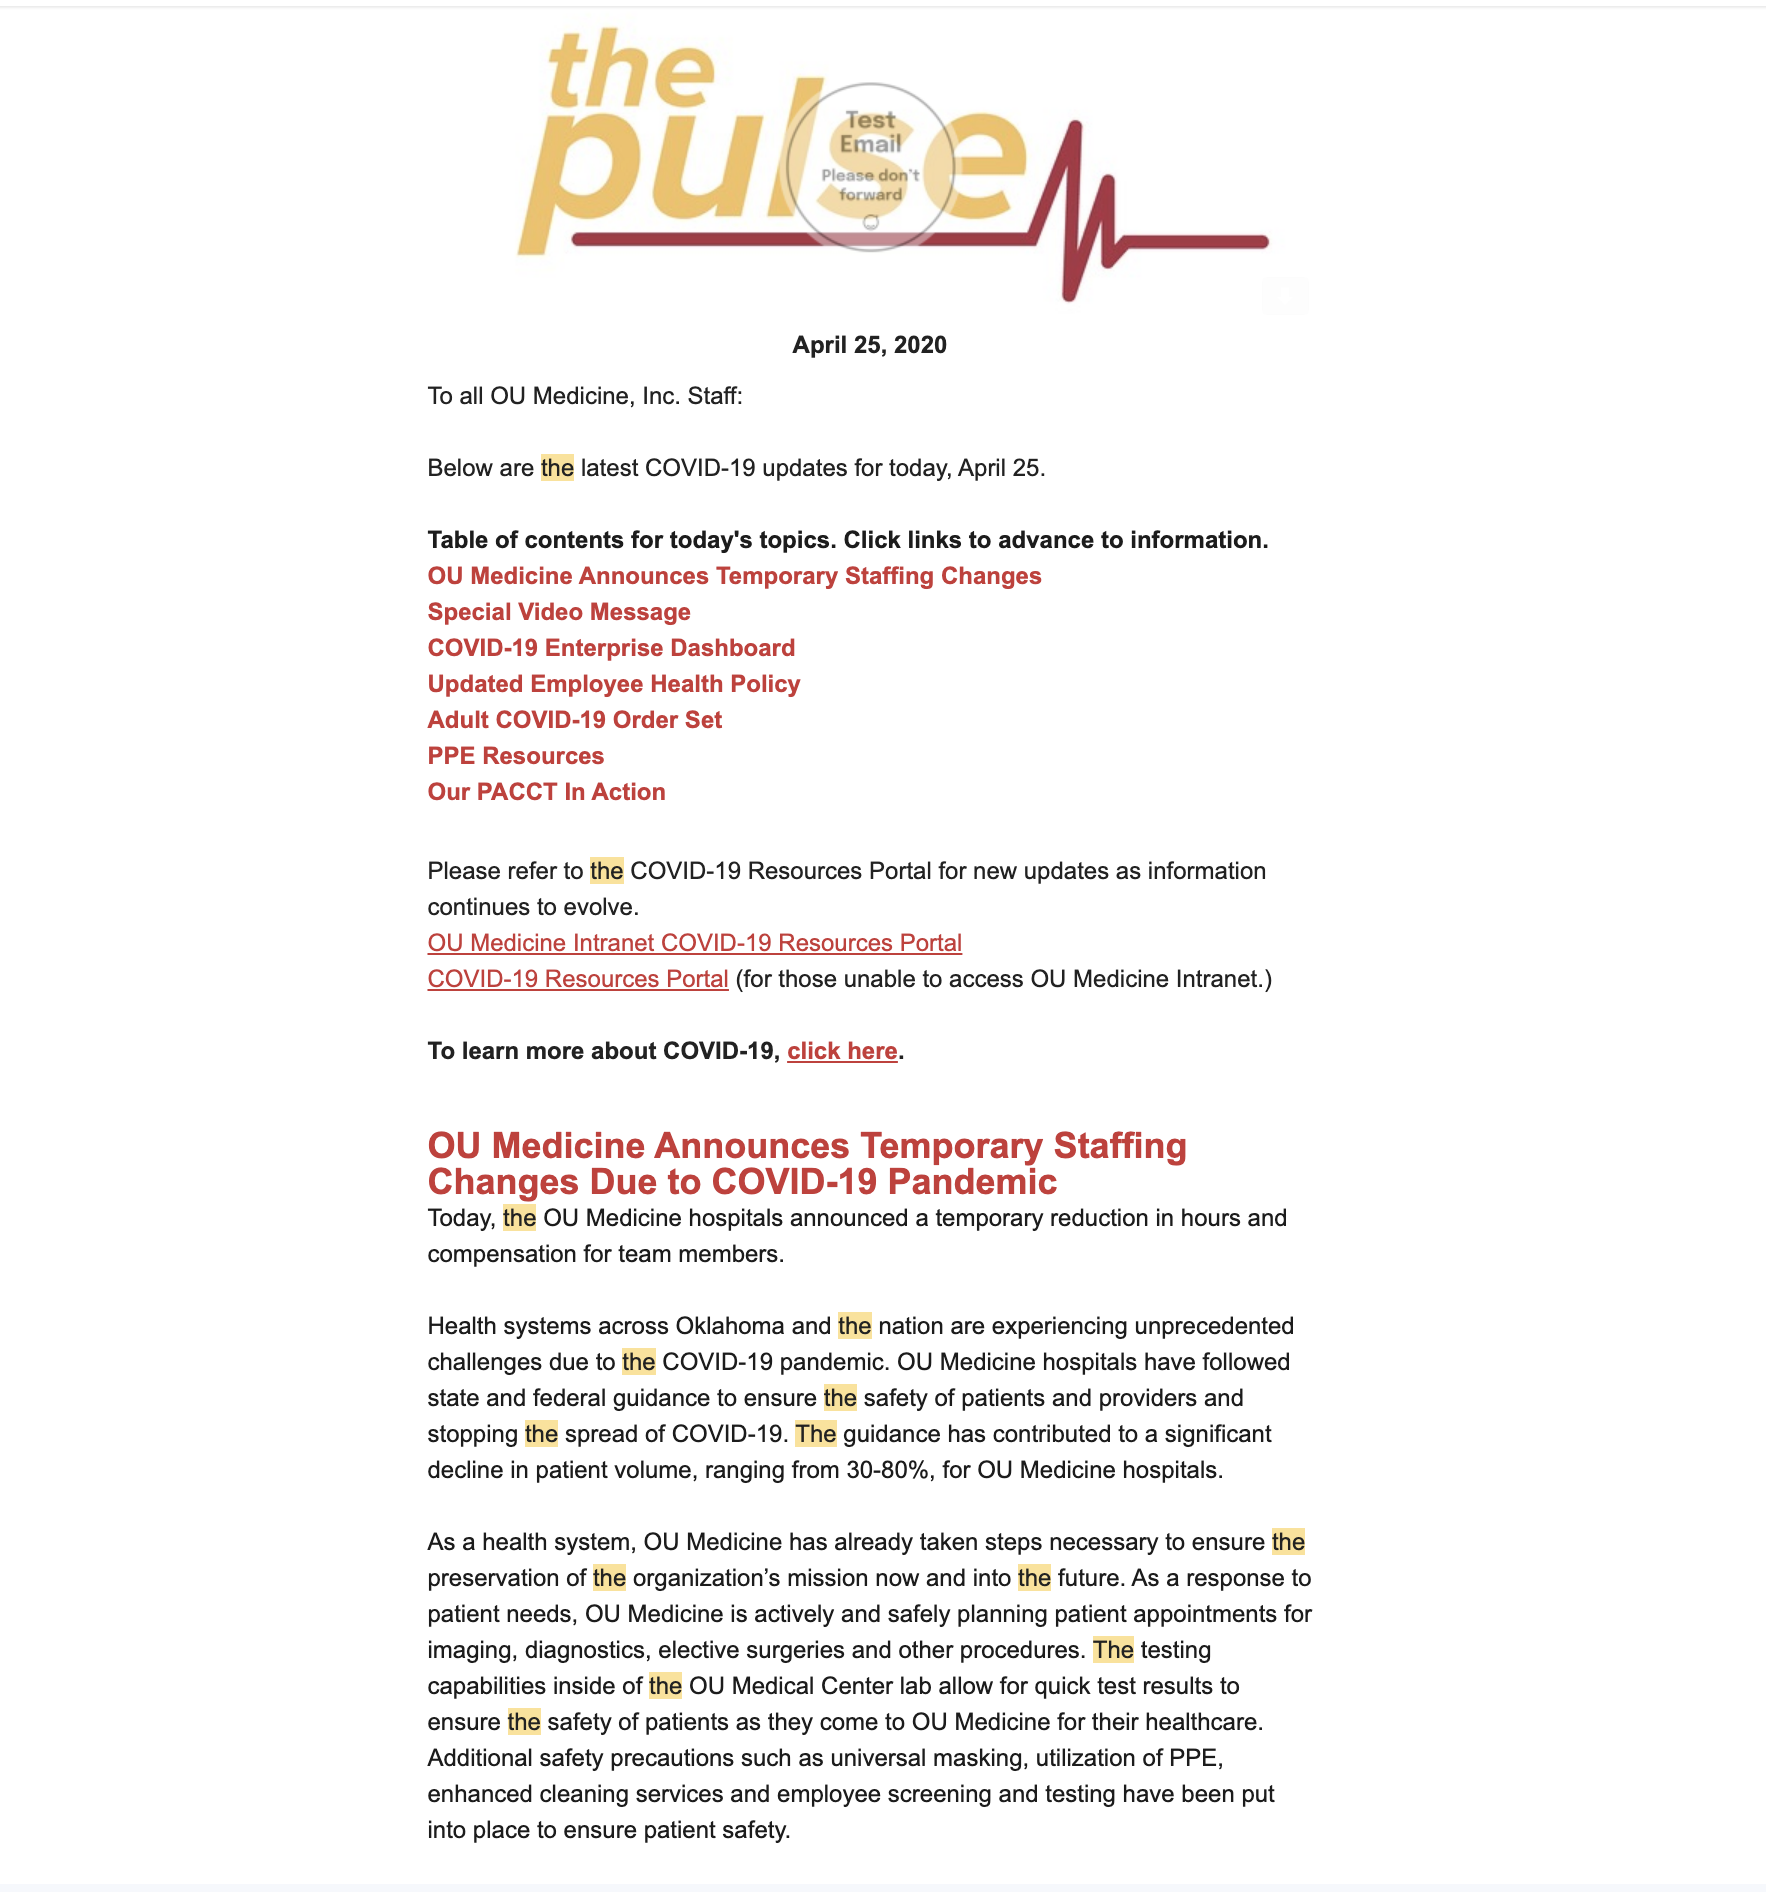 the
pulse
Test
Email
Please don't
forward
April 25, 2020
To all OU Medicine, Inc. Staff:
Below are the latest COVID-19 updates for today, April 25.
Table of contents for today's topics. Click links to advance to information.
OU Medicine Announces Temporary Staffing Changes
Special Video Message
COVID-19 Enterprise Dashboard
Updated Employee Health Policy
Adult COVID-19 Order Set
PPE Resources
Our PACCT In Action
Please refer to the COVID-19 Resources Portal for new updates as information
continues to evolve.
OU Medicine Intranet COVID-19 Resources Portal
COVID-19 Resources Portal (for those unable to access OU Medicine Intranet.)
To learn more about COVID-19, click here.
OU Medicine Announces Temporary Staffing
Changes Due to COVID-19 Pandemic
Today, the OU Medicine hospitals announced a temporary reduction in hours and
compensation for team members.
Health systems across Oklahoma and the nation are experiencing unprecedented
challenges due to the COVID-19 pandemic. OU Medicine hospitals have followed
state and federal guidance to ensure the safety of patients and providers and
stopping the spread of COVID-19. The guidance has contributed to a significant
decline in patient volume, ranging from 30-80%, for OU Medicine hospitals.
As a health system, OU Medicine has already taken steps necessary to ensure the
preservation of the organization’s mission now and into the future. As a response to
patient needs, OU Medicine is actively and safely planning patient appointments for
imaging, diagnostics, elective surgeries and other procedures. The testing
capabilities inside of the OU Medical Center lab allow for quick test results to
ensure the safety of patients as they come to OU Medicine for their healthcare.
Additional safety precautions such as universal masking, utilization of PPE,
enhanced cleaning services and employee screening and testing have been put
into place to ensure patient safety.